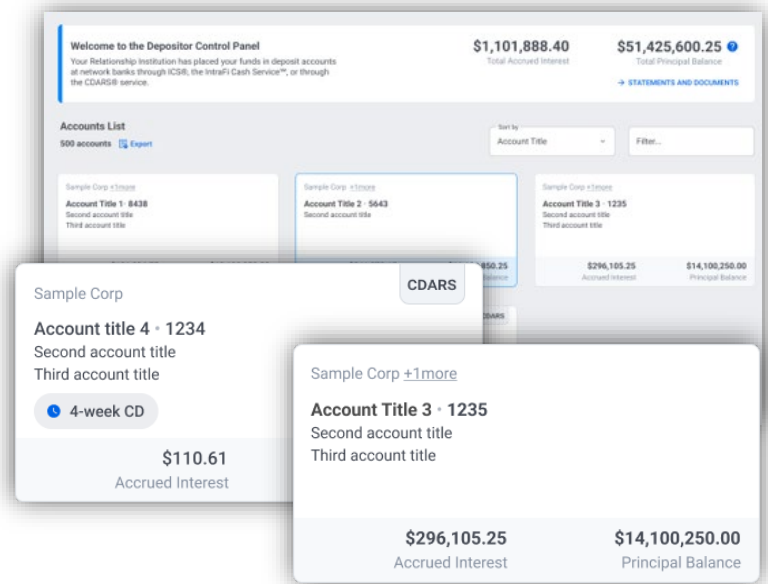 Welcome to the Depositor Control Panel
Your Relationship Institution has placed your funds in deposit accounts
at network banks through ICS®, the IntraFi Cash Service℠, or through
the CDARS® service.
$1,101,888.40
Total Accrued Interest
$51,425,600.25
Total Principal Balance
→ STATEMENTS AND DOCUMENTS
Accounts List
500 accounts Export
Sort by
Account Title
Filter...
Sample Corp +1more
Account Title 1 · 8438
Second account title
Third account title
Sample Corp +1more
Account Title 2 · 5643
Second account title
Third account title
Sample Corp +1more
Account Title 3 · 1235
Second account title
Third account title
$296,105.25
Accrued Interest
$14,100,250.00
Principal Balance
CDARS
Sample Corp
CDARS
Account title 4 • 1234
Second account title
Third account title
4-week CD
$110.61
Accrued Interest
Sample Corp +1more
Account Title 3 • 1235
Second account title
Third account title
$296,105.25
Accrued Interest
$14,100,250.00
Principal Balance